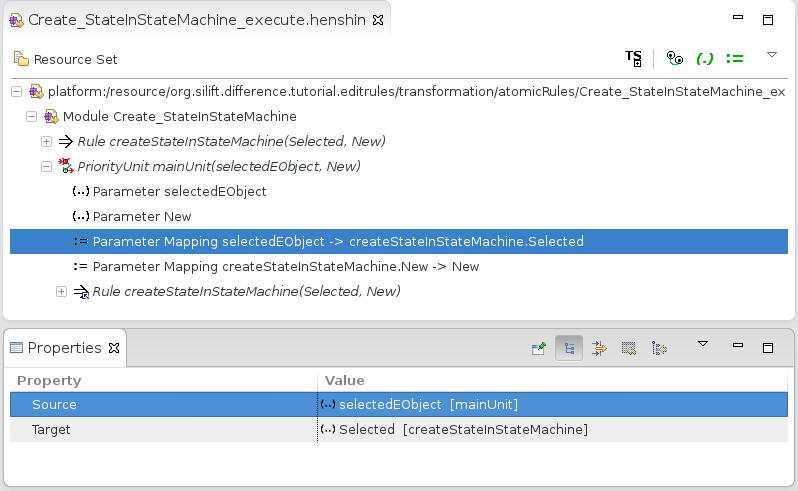 Create_StateInStateMachine_execute.henshin
Resource Set
platform:/resource/org.silift.difference.tutorial.editrules/transformation/atomicRules/Create_StateInStateMachine_ex
Module Create_StateInStateMachine
Rule createStateInStateMachine(Selected, New)
PriorityUnit mainUnit(selectedEObject, New)
(..) Parameter selectedEObject
(..) Parameter New
:= Parameter Mapping selectedEObject -> createStateInStateMachine.Selected
:= Parameter Mapping createStateInStateMachine.New -> New
Rule createStateInStateMachine(Selected, New)
Properties
Property Value
Source (..) selectedEObject [mainUnit]
Target (..) Selected [createStateInStateMachine]